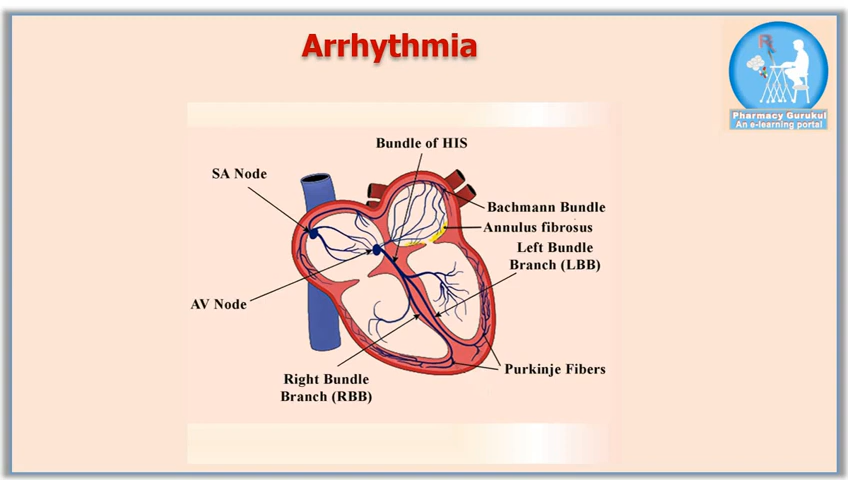 Arrhythmia
Rx
Pharmacy Gurukul
An e-learning portal
Bundle of HIS
SA Node
Bachmann Bundle
Annulus fibrosus
Left Bundle
Branch (LBB)
AV Node
Purkinje Fibers
Right Bundle
Branch (RBB)